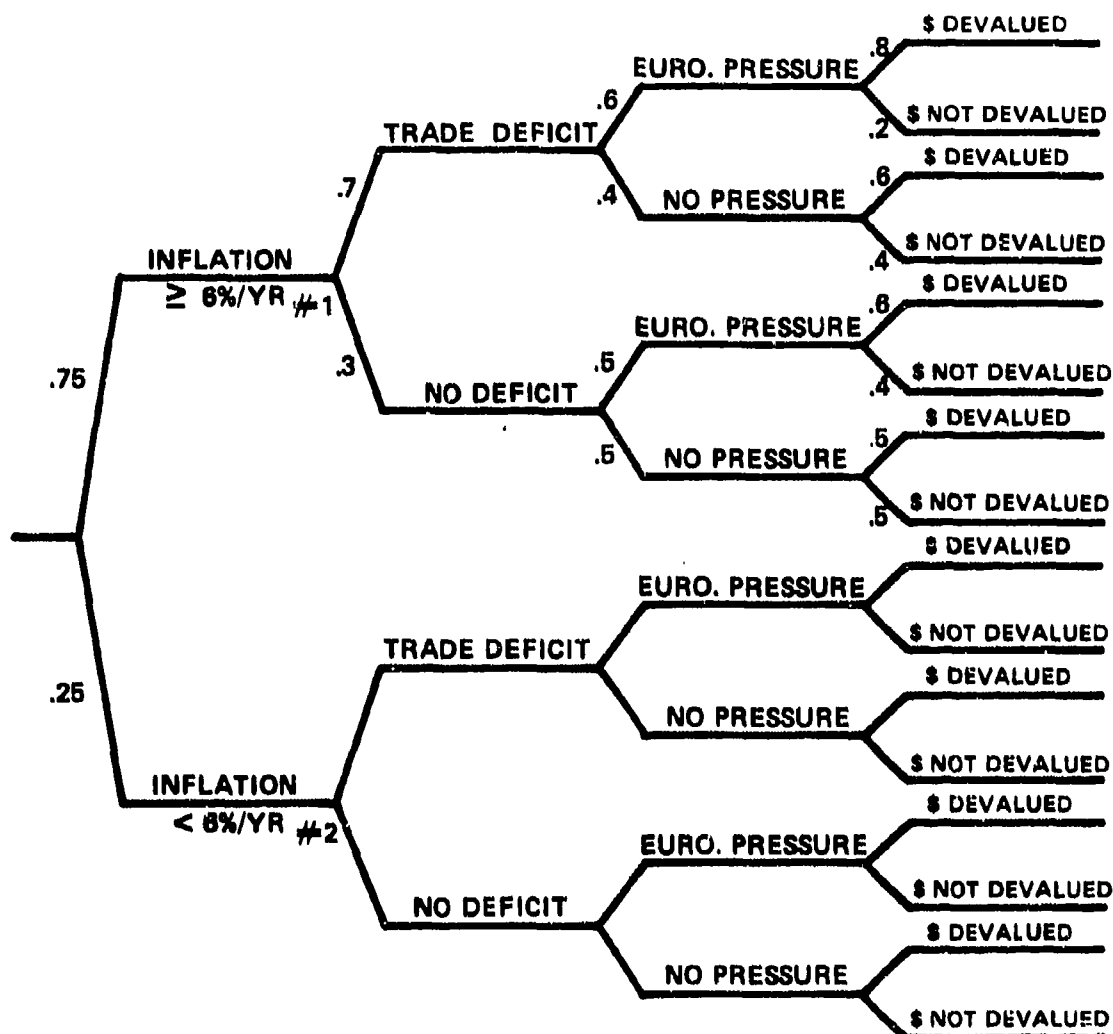 $ DEVALUED
.8
EURO. PRESSURE
.6
$ NOT DEVALUED
.2
TRADE DEFICIT
$ DEVALUED
.7
.6
.4
NO PRESSURE
$ NOT DEVALUED
.4
INFLATION
≥ 6%/YR #1
$ DEVALUED
.6
EURO. PRESSURE
.5
.3
$ NOT DEVALUED
.4
NO DEFICIT
.75
$ DEVALUED
.5
.5
NO PRESSURE
$ NOT DEVALUED
.5
$ DEVALUED
EURO. PRESSURE
$ NOT DEVALUED
TRADE DEFICIT
$ DEVALUED
.25
NO PRESSURE
$ NOT DEVALUED
INFLATION
< 6%/YR #2
$ DEVALUED
EURO. PRESSURE
$ NOT DEVALUED
NO DEFICIT
$ DEVALUED
NO PRESSURE
$ NOT DEVALUED